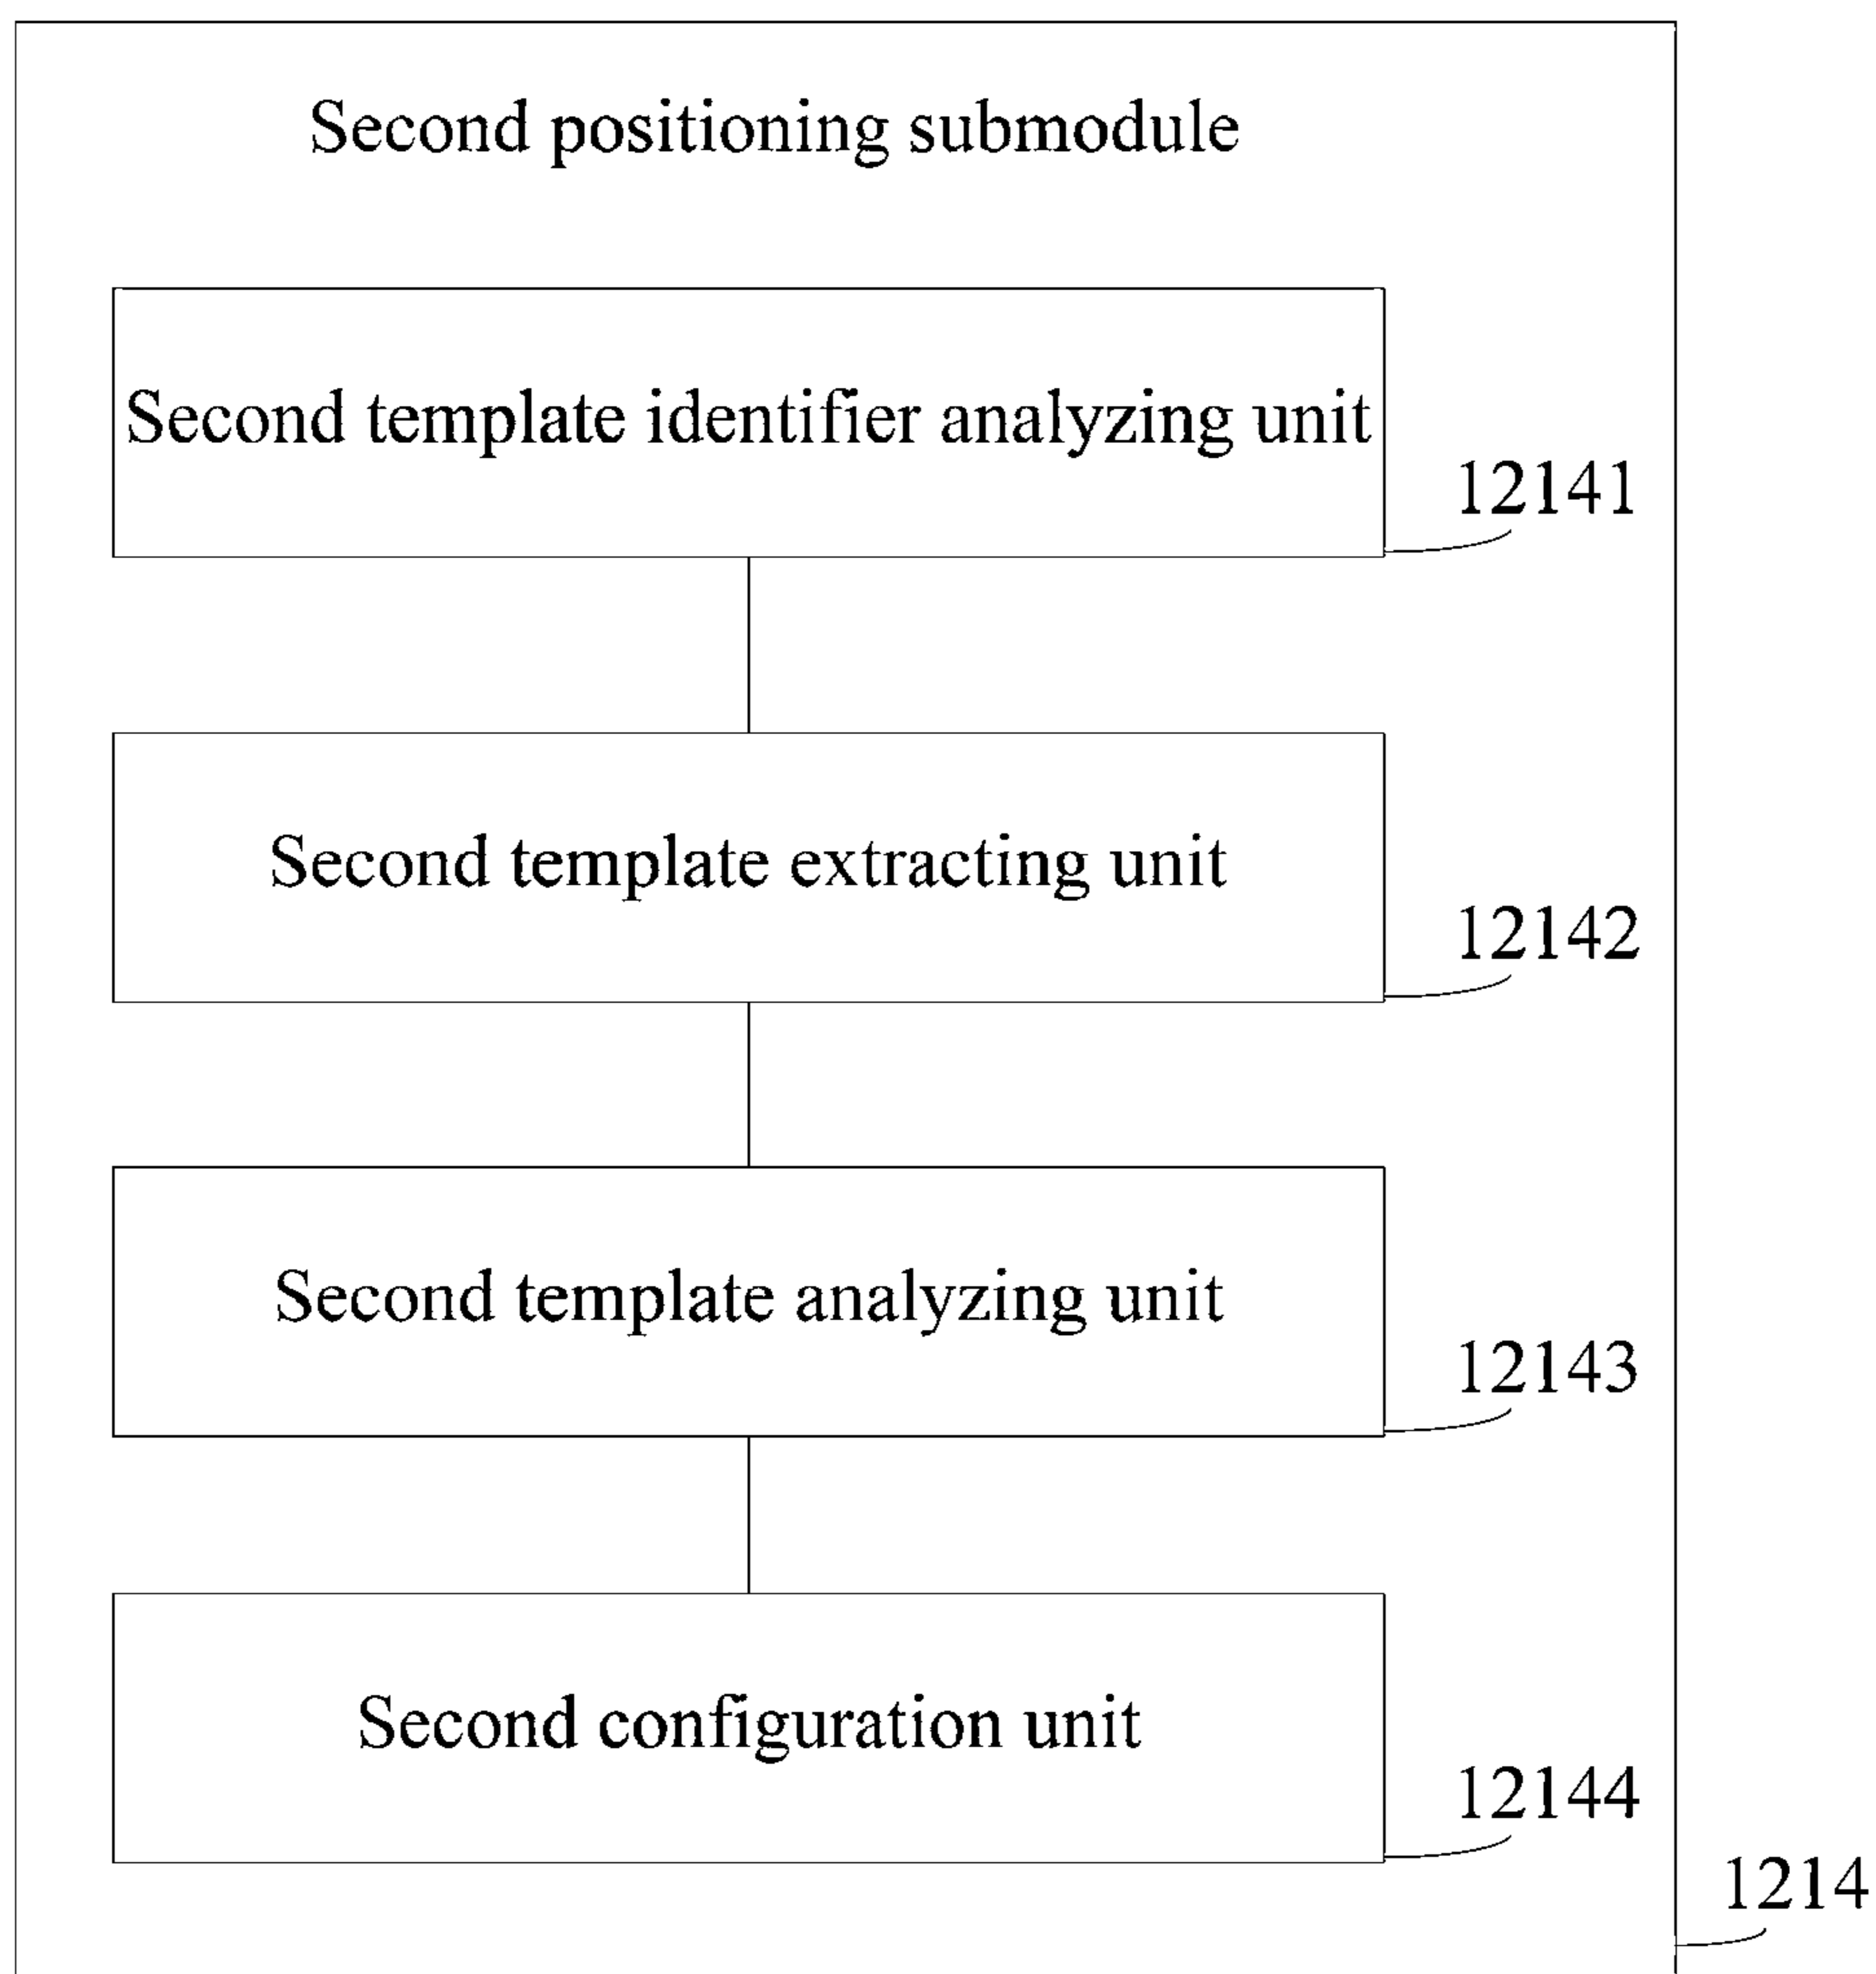 Second positioning submodule
Second template identifier analyzing unit
12141
Second template extracting unit
12142
Second template analyzing unit
12143
Second configuration unit
12144
1214